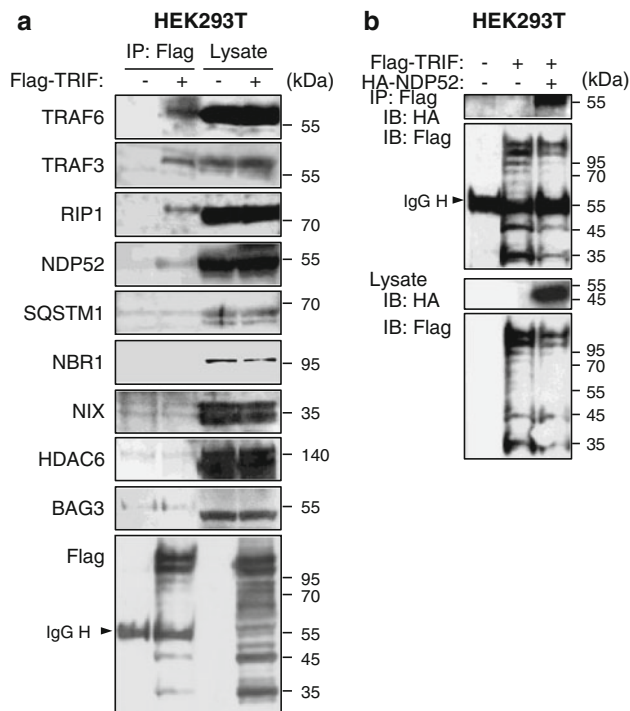 a HEK293T
IP: Flag Lysate
Flag-TRIF: - + - + (kDa)
TRAF6 55
TRAF3 55
RIP1 70
NDP52 55
SQSTM1 70
NBR1 95
NIX 35
HDAC6 140
BAG3 55
Flag
95
70
IgG H 55
45
35
b HEK293T
Flag-TRIF: - + +
HA-NDP52: - - + (kDa)
IP: Flag
IB: HA 55
IB: Flag
95
70
IgG H 55
45
35
Lysate
IB: HA 55
45
IB: Flag
95
70
55
45
35